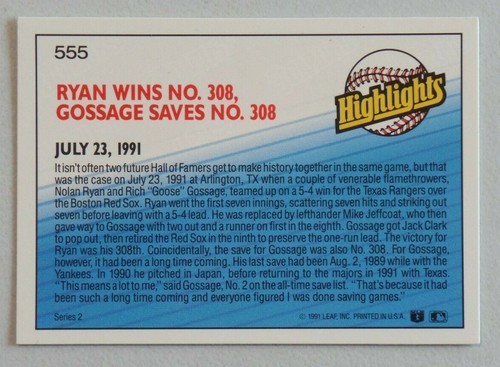 555
RYAN WINS NO. 308,
GOSSAGE SAVES NO. 308
Highlights
JULY 23, 1991
It isn't often two future Hall of Famers get to make history together in the same game, but that
was the case on July 23, 1991 at Arlington, TX when a couple of venerable flamethrowers,
Nolan Ryan and Rich "Goose" Gossage, teamed up on a 5-4 win for the Texas Rangers over
the Boston Red Sox. Ryan went the first seven innings, scattering seven hits and striking out
seven before leaving with a 5-4 lead. He was replaced by lefthander Mike Jeffcoat, who then
gave way to Gossage with two out and a runner on first in the eighth. Gossage got Jack Clark
to pop out, then retired the Red Sox in the ninth to preserve the one-run lead. The victory for
Ryan was his 308th. Coincidentally, the save for Gossage was also No. 308. For Gossage,
however, it had been a long time coming. His last save had been Aug. 2, 1989 while with the
Yankees. In 1990 he pitched in Japan, before returning to the majors in 1991 with Texas.
"This means a lot to me," said Gossage, No. 2 on the all-time save list. "That's because it had
been such a long time coming and everyone figured I was done saving games."
Series 2
© 1991 LEAF, INC. PRINTED IN U.S.A.